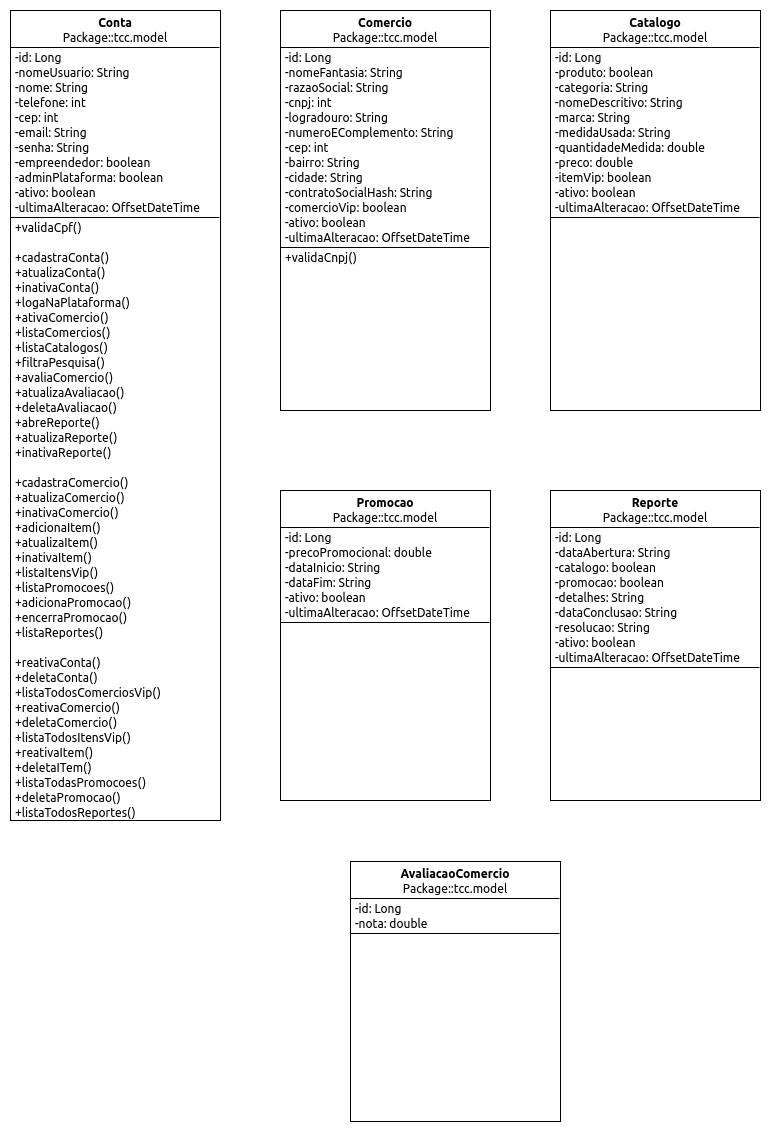 Conta
Package::tcc.model
-id: Long
-nomeUsuario: String
-nome: String
-telefone: int
-cep: int
-email: String
-senha: String
-empreendedor: boolean
-adminPlataforma: boolean
-ativo: boolean
-ultimaAlteracao: OffsetDateTime
+validaCpf()
+cadastraConta()
+atualizaConta()
+inativaConta()
+logaNaPlataforma()
+ativaComercio()
+listaComercios()
+listaCatalogos()
+filtraPesquisa()
+avaliaComercio()
+atualizaAvaliacao()
+deletaAvaliacao()
+abreReporte()
+atualizaReporte()
+inativaReporte()
+cadastraComercio()
+atualizaComercio()
+inativaComercio()
+adicionaItem()
+atualizaItem()
+inativaItem()
+listaItensVip()
+listaPromocoes()
+adicionaPromocao()
+encerraPromocao()
+listaReportes()
+reativaConta()
+deletaConta()
+listaTodosComerciosVip()
+reativaComercio()
+deletaComercio()
+listaTodosItensVip()
+reativaItem()
+deletaITem()
+listaTodasPromocoes()
+deletaPromocao()
+listaTodosReportes()
Comercio
Package::tcc.model
-id: Long
-nomeFantasia: String
-razaoSocial: String
-cnpj: int
-logradouro: String
-numeroEComplemento: String
-cep: int
-bairro: String
-cidade: String
-contratoSocialHash: String
-comercioVip: boolean
-ativo: boolean
-ultimaAlteracao: OffsetDateTime
+validaCnpj()
Catalogo
Package::tcc.model
-id: Long
-produto: boolean
-categoria: String
-nomeDescritivo: String
-marca: String
-medidaUsada: String
-quantidadeMedida: double
-preco: double
-itemVip: boolean
-ativo: boolean
-ultimaAlteracao: OffsetDateTime
Promocao
Package::tcc.model
-id: Long
-precoPromocional: double
-dataInicio: String
-dataFim: String
-ativo: boolean
-ultimaAlteracao: OffsetDateTime
Reporte
Package::tcc.model
-id: Long
-dataAbertura: String
-catalogo: boolean
-promocao: boolean
-detalhes: String
-dataConclusao: String
-resolucao: String
-ativo: boolean
-ultimaAlteracao: OffsetDateTime
AvaliacaoComercio
Package::tcc.model
-id: Long
-nota: double